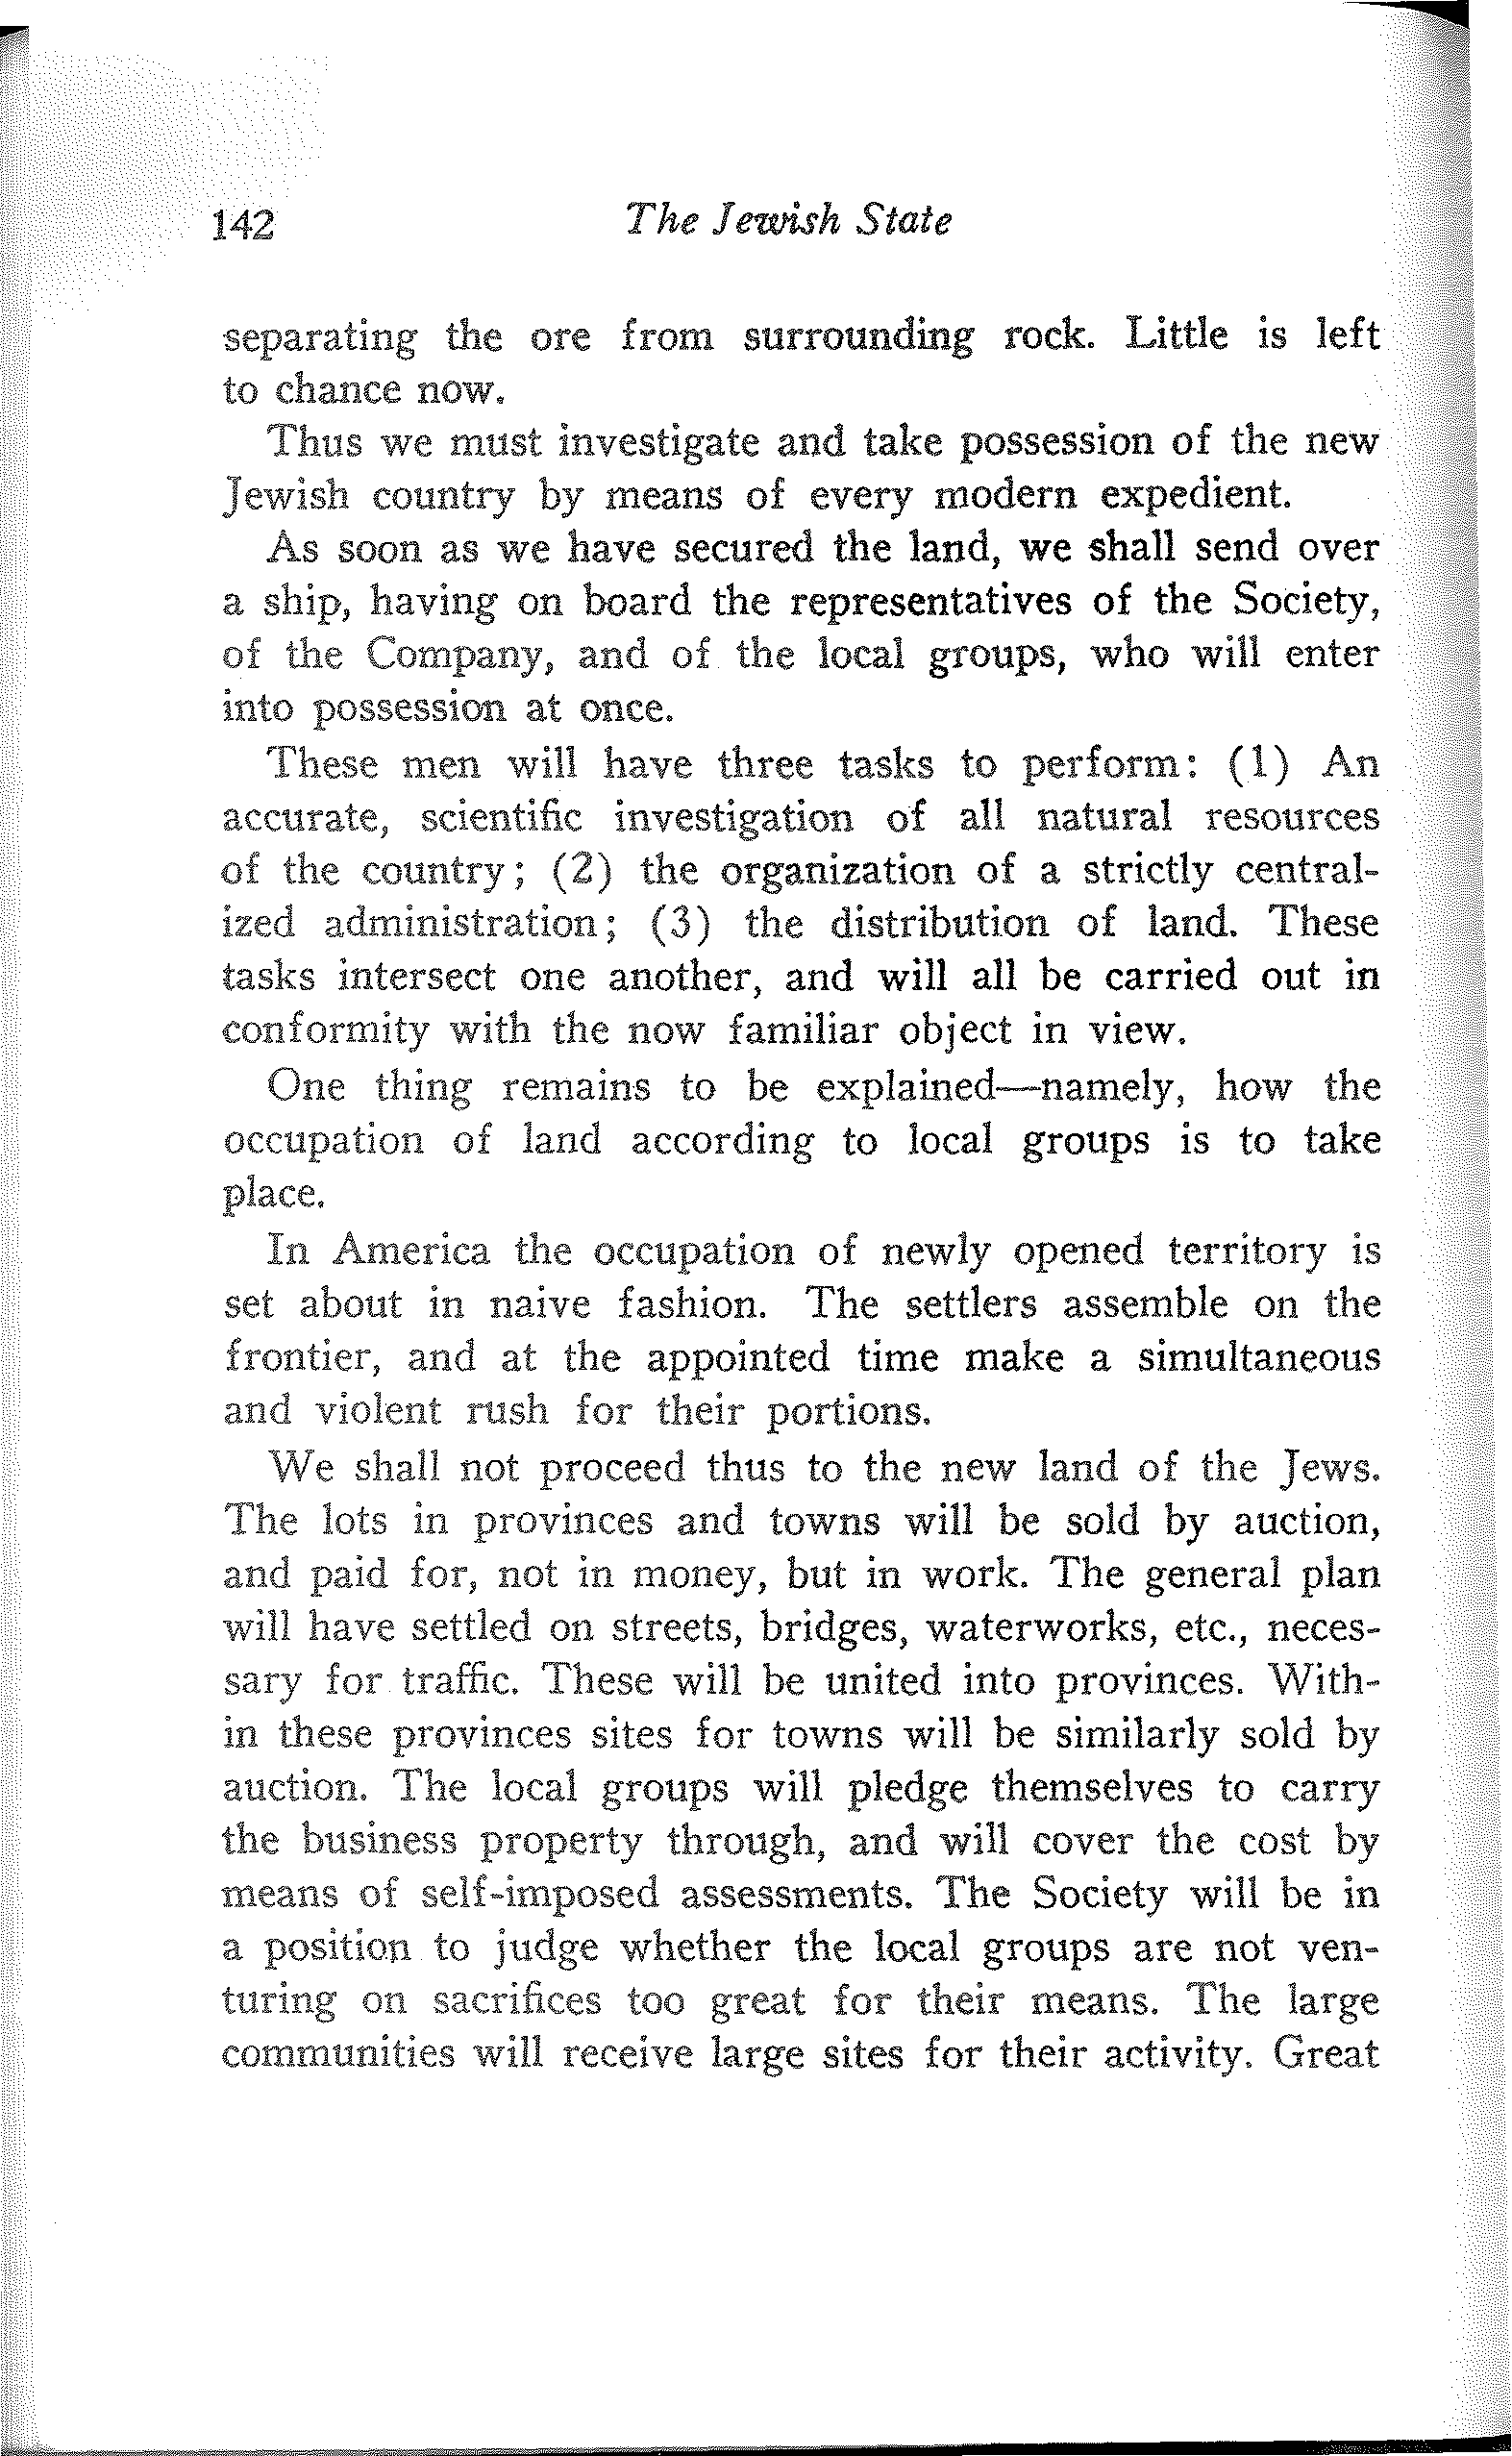 142 The Jewish State
separating the ore from surrounding rock. Little is left
to chance now.
Thus we must investigate and take possession of the new
Jewish country by means of every modern expedient.
As soon as we have secured the land, we shall send over
a ship, having on board the representatives of the Society,
of the Company, and of the local groups, who will enter
into possession at once.
These men will have three tasks to perform: (1) An
accurate, scientific investigation of all natural resources
of the country; (2) the organization of a strictly central-
ized administration; (3) the distribution of land. These
tasks intersect one another, and will all be carried out in
conformity with the now familiar object in view.
One thing remains to be explained—namely, how the
occupation of land according to local groups is to take
place.
In America the occupation of newly opened territory is
set about in naive fashion. The settlers assemble on the
frontier, and at the appointed time make a simultaneous
and violent rush for their portions.
We shall not proceed thus to the new land of the Jews.
The lots in provinces and towns will be sold by auction,
and paid for, not in money, but in work. The general plan
will have settled on streets, bridges, waterworks, etc., neces-
sary for traffic. These will be united into provinces. With-
in these provinces sites for towns will be similarly sold by
auction. The local groups will pledge themselves to carry
the business property through, and will cover the cost by
means of self-imposed assessments. The Society will be in
a position to judge whether the local groups are not ven-
turing on sacrifices too great for their means. The large
communities will receive large sites for their activity. Great